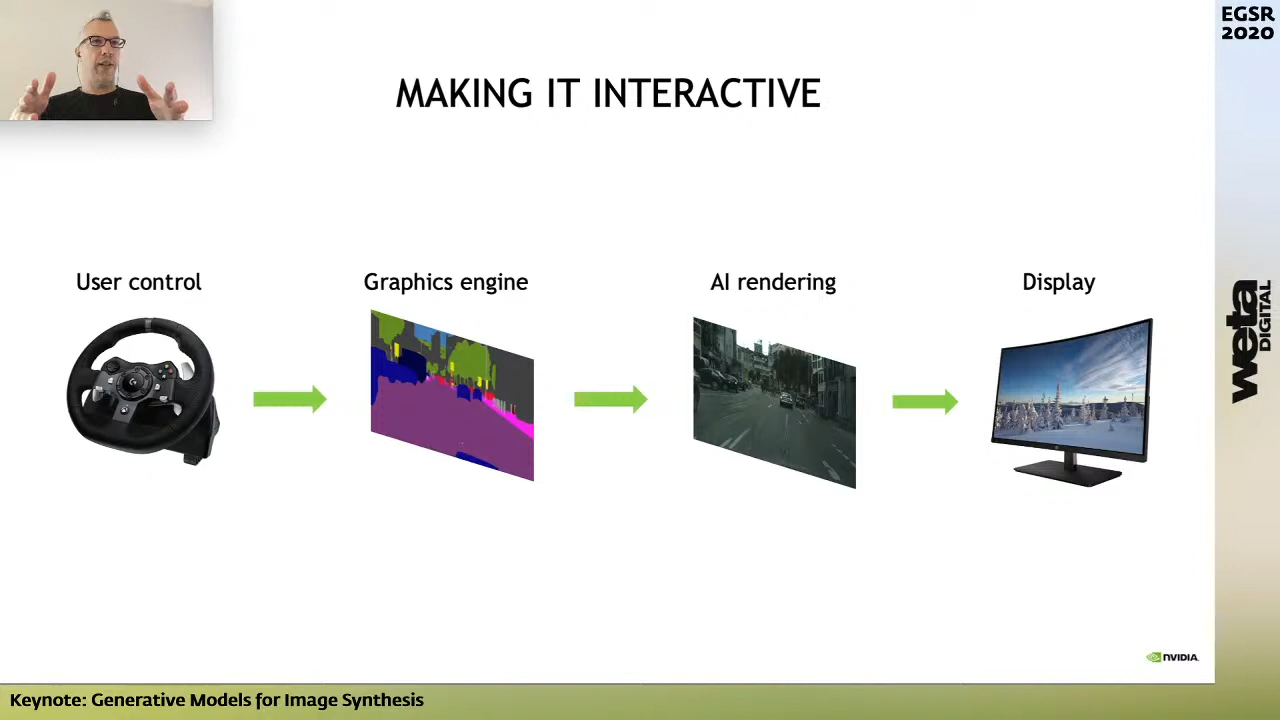 EGSR
2020
MAKING IT INTERACTIVE
User control
Graphics engine
AI rendering
Display
weta
DIGITAL
NVIDIA.
Keynote: Generative Models for Image Synthesis